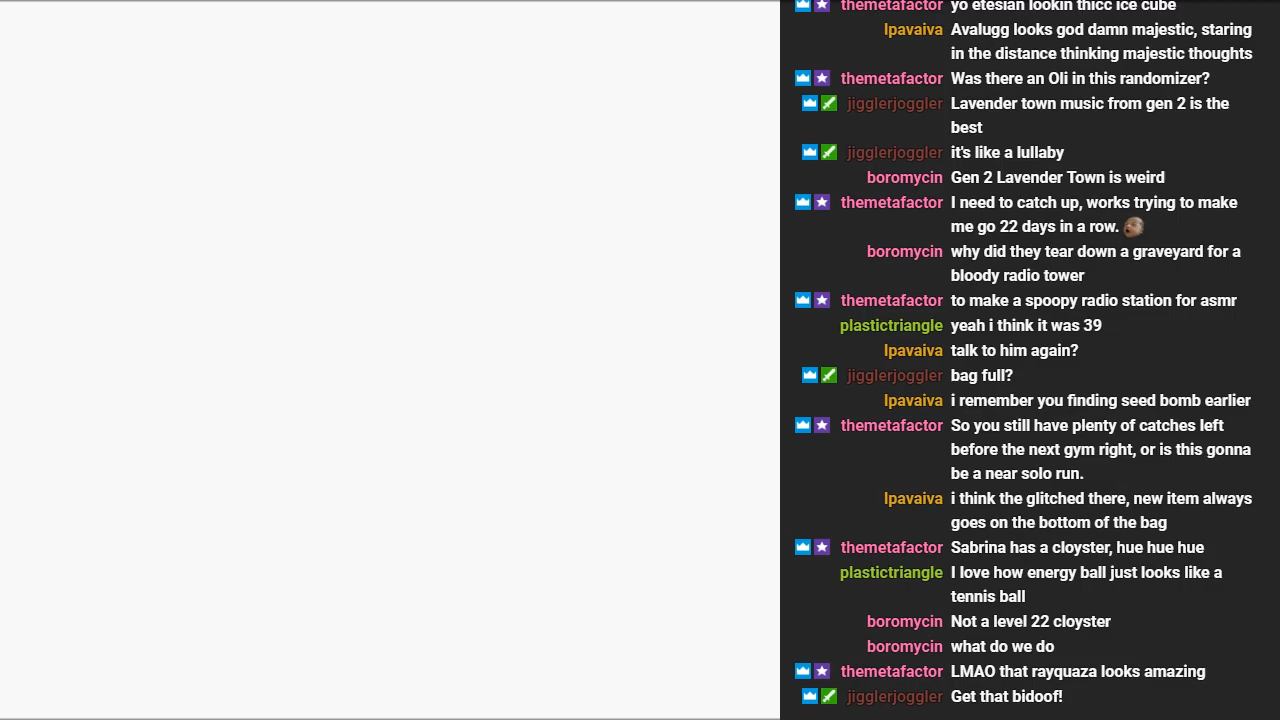 themetafactor yo etesian lookin thicc ice cube
lpavaiva Avalugg looks god damn majestic, staring
in the distance thinking majestic thoughts
themetafactor Was there an Oli in this randomizer?
jigglerjoggler Lavender town music from gen 2 is the
best
jigglerjoggler it's like a lullaby
boromycin Gen 2 Lavender Town is weird
themetafactor I need to catch up, works trying to make
me go 22 days in a row.
boromycin why did they tear down a graveyard for a
bloody radio tower
themetafactor to make a spoopy radio station for asmr
plastictriangle yeah i think it was 39
lpavaiva talk to him again?
jigglerjoggler bag full?
lpavaiva i remember you finding seed bomb earlier
themetafactor So you still have plenty of catches left
before the next gym right, or is this gonna
be a near solo run.
lpavaiva i think the glitched there, new item always
goes on the bottom of the bag
themetafactor Sabrina has a cloyster, hue hue hue
plastictriangle I love how energy ball just looks like a
tennis ball
boromycin Not a level 22 cloyster
boromycin what do we do
themetafactor LMAO that rayquaza looks amazing
jigglerjoggler Get that bidoof!